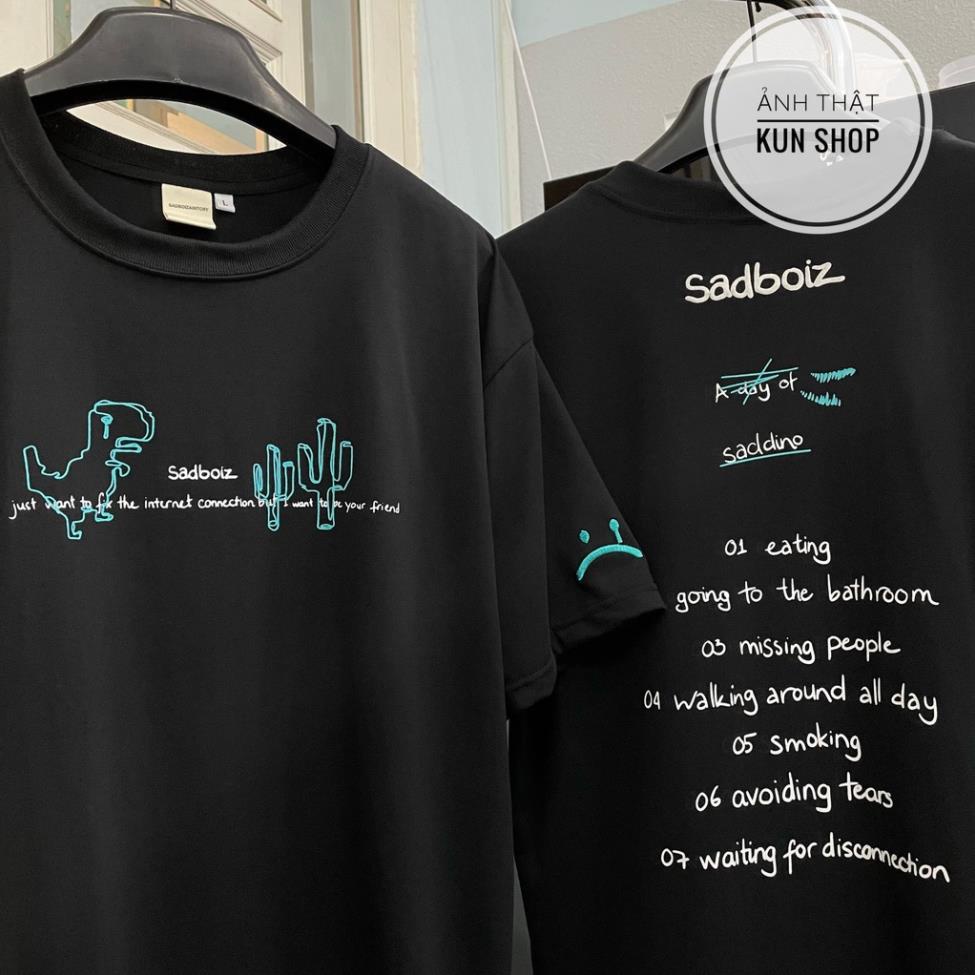 ẢNH THẬT
KUN SHOP
SADBOIZASTORY
L
Sadboiz
just want to fix the internet connection but I want to be your friend
Sadboiz
A day of
saddino
01 eating
going to the bathroom
03 missing people
04 walking around all day
05 smoking
06 avoiding tears
07 waiting for disconnection